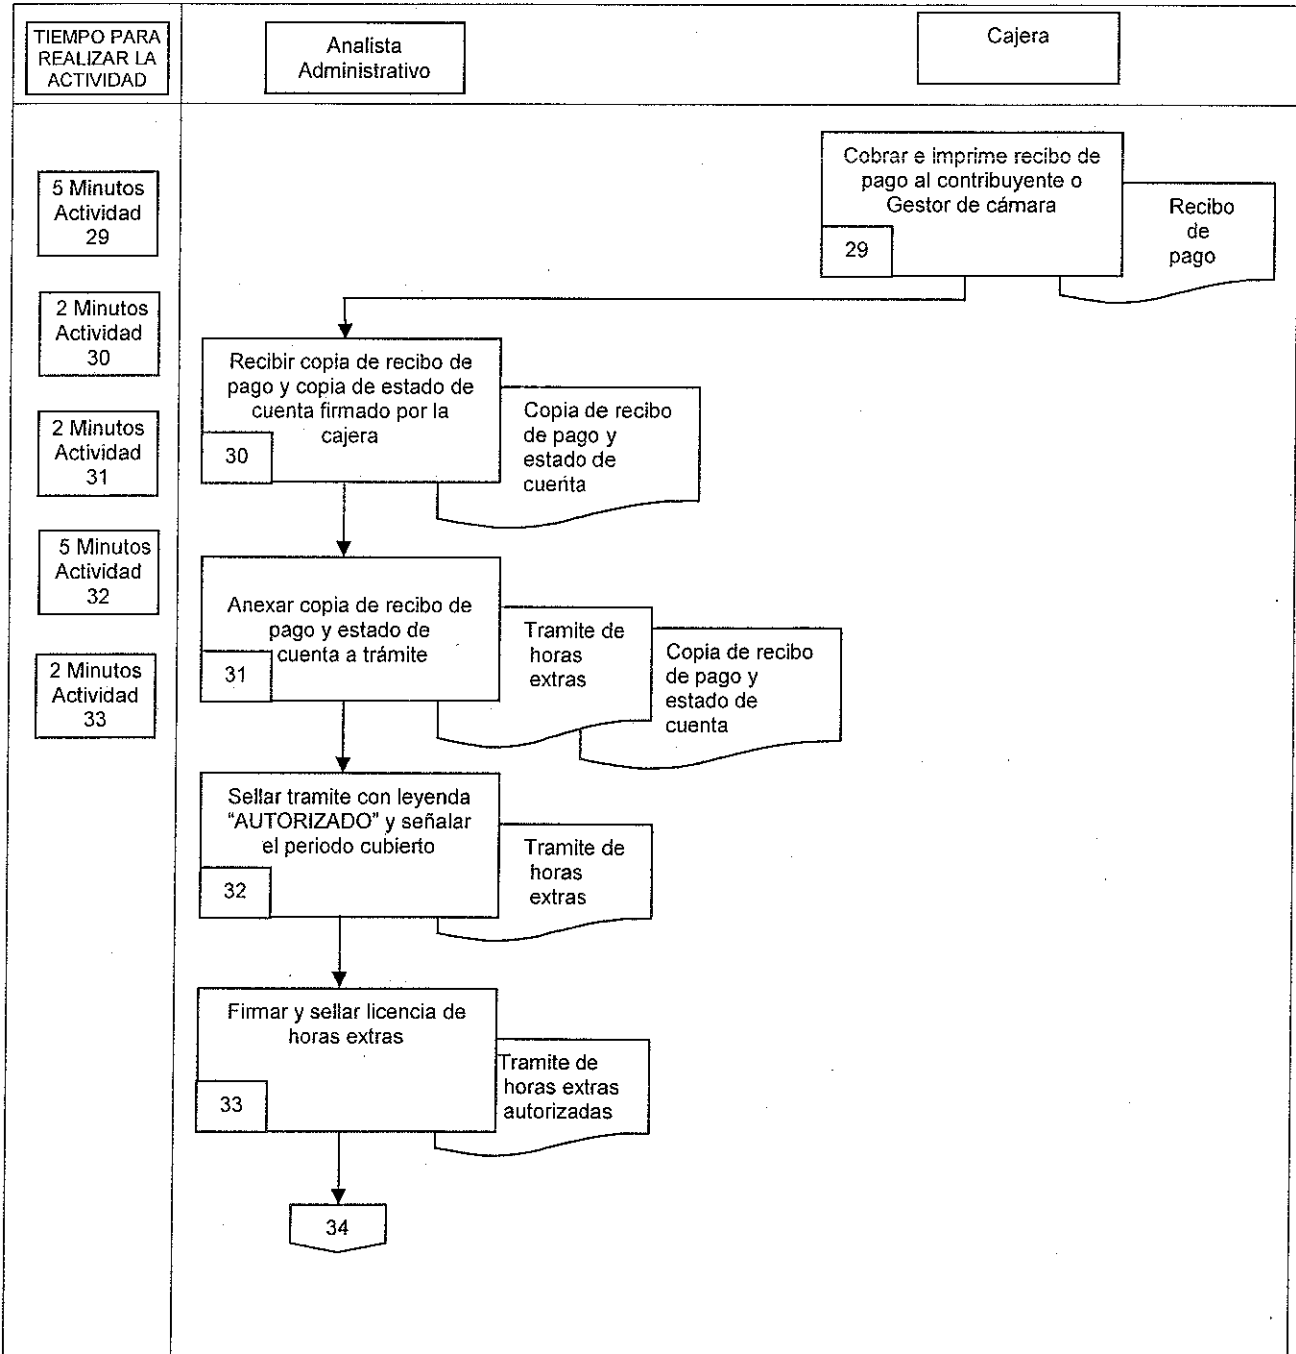 TIEMPO PARA
REALIZAR LA
ACTIVIDAD
Analista
Administrativo
Cajera
5 Minutos
Actividad
29
2 Minutos
Actividad
30
2 Minutos
Actividad
31
5 Minutos
Actividad
32
2 Minutos
Actividad
33
Cobrar e imprime recibo de
pago al contribuyente o
Gestor de cámara
29
Recibo
de
pago
Recibir copia de recibo de
pago y copia de estado de
cuenta firmado por la
cajera
30
Copia de recibo
de pago y
estado de
cuenta
Anexar copia de recibo de
pago y estado de
cuenta a trámite
31
Tramite de
horas
extras
Copia de recibo
de pago y
estado de
cuenta
Sellar tramite con leyenda
“AUTORIZADO” y señalar
el periodo cubierto
32
Tramite de
horas
extras
Firmar y sellar licencia de
horas extras
33
Tramite de
horas extras
autorizadas
34